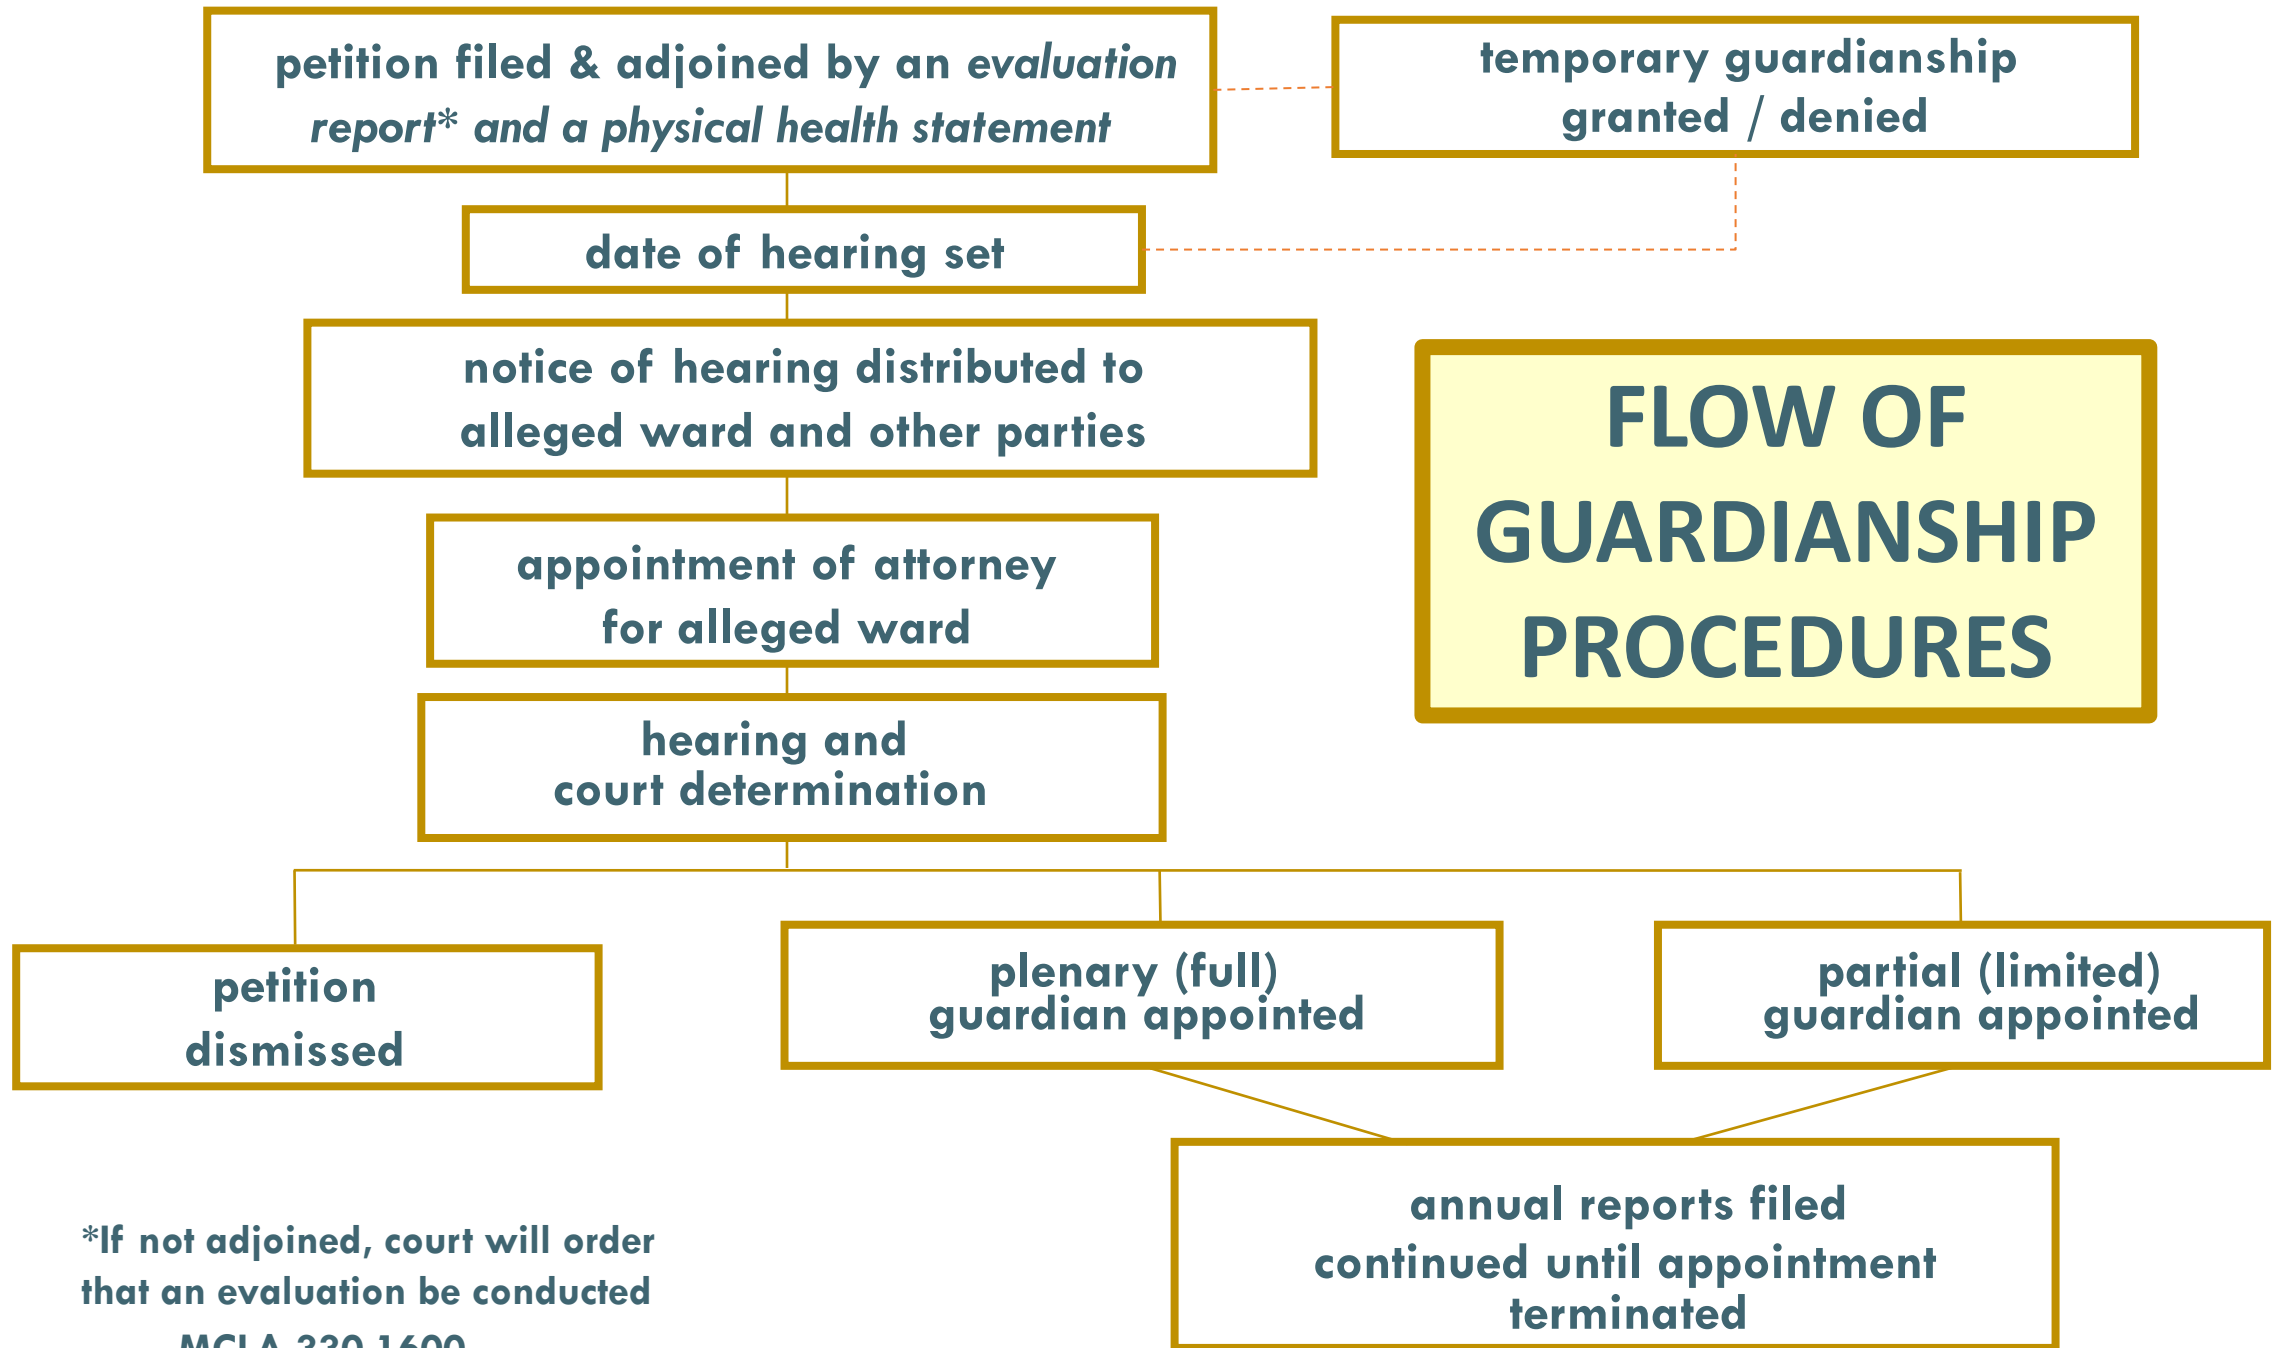 petition filed & adjoined by an evaluation
report* and a physical health statement
temporary guardianship
granted / denied
date of hearing set
notice of hearing distributed to
alleged ward and other parties
FLOW OF
GUARDIANSHIP
PROCEDURES
appointment of attorney
for alleged ward
hearing and
court determination
petition
dismissed
plenary (full)
guardian appointed
partial (limited)
guardian appointed
annual reports filed
continued until appointment
terminated
*If not adjoined, court will order
that an evaluation be conducted
MCLA 330.1600